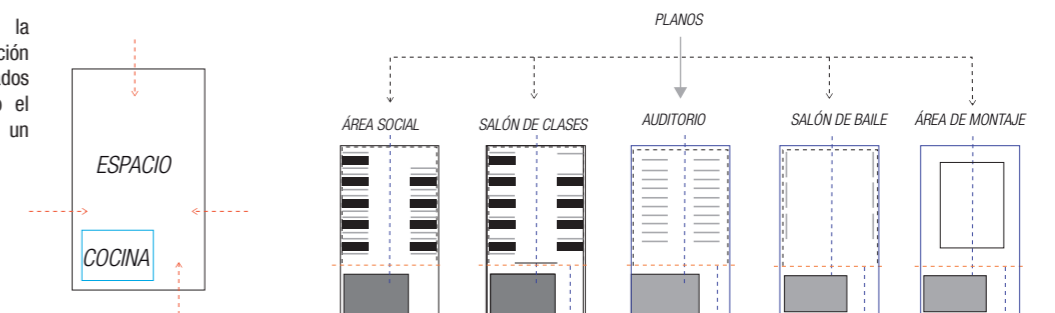 la
ción
ados
el
un
ESPACIO
COCINA
PLANOS
ÁREA SOCIAL
SALÓN DE CLASES
AUDITORIO
SALÓN DE BAILE
ÁREA DE MONTAJE